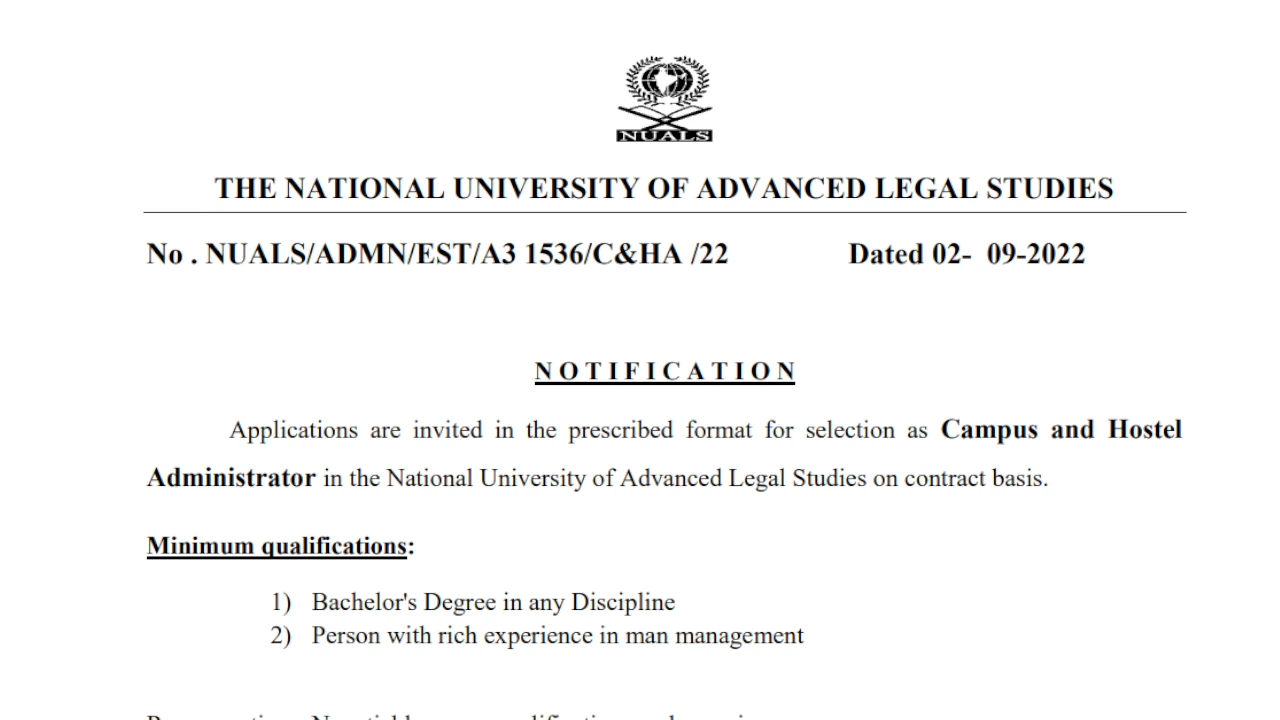 NUALS
THE NATIONAL UNIVERSITY OF ADVANCED LEGAL STUDIES
No . NUALS/ADMN/EST/A3 1536/C&HA /22 Dated 02- 09-2022
N O T I F I C A T I O N
Applications are invited in the prescribed format for selection as Campus and Hostel
Administrator in the National University of Advanced Legal Studies on contract basis.
Minimum qualifications:
1) Bachelor's Degree in any Discipline
2) Person with rich experience in man management